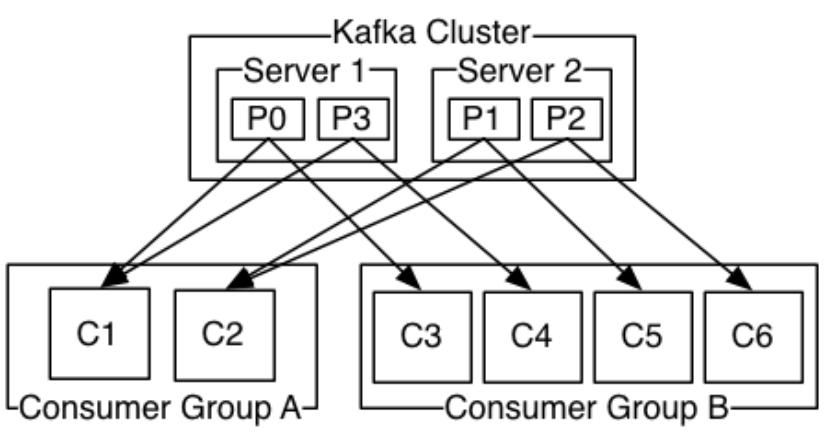 Kafka Cluster
Server 1
Server 2
P0
P3
P1
P2
C1
C2
C3
C4
C5
C6
Consumer Group A
Consumer Group B